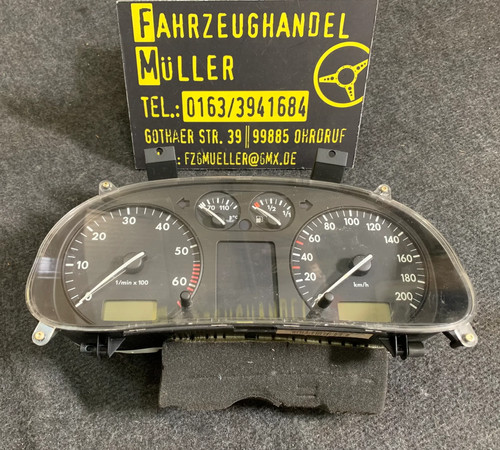 FAHRZEUGHANDEL
MÜLLER
F
M
TEL.: 0163/3941684
GOTHAER STR. 39 || 99885 OHRDRUF
: FZGMUELLER@GMX.DE
70 110
°C
1/2 1/1
0 10 20 30 40 50 60
1/min x 100
20 40 60 80 100 120 140 160 180 200
km/h